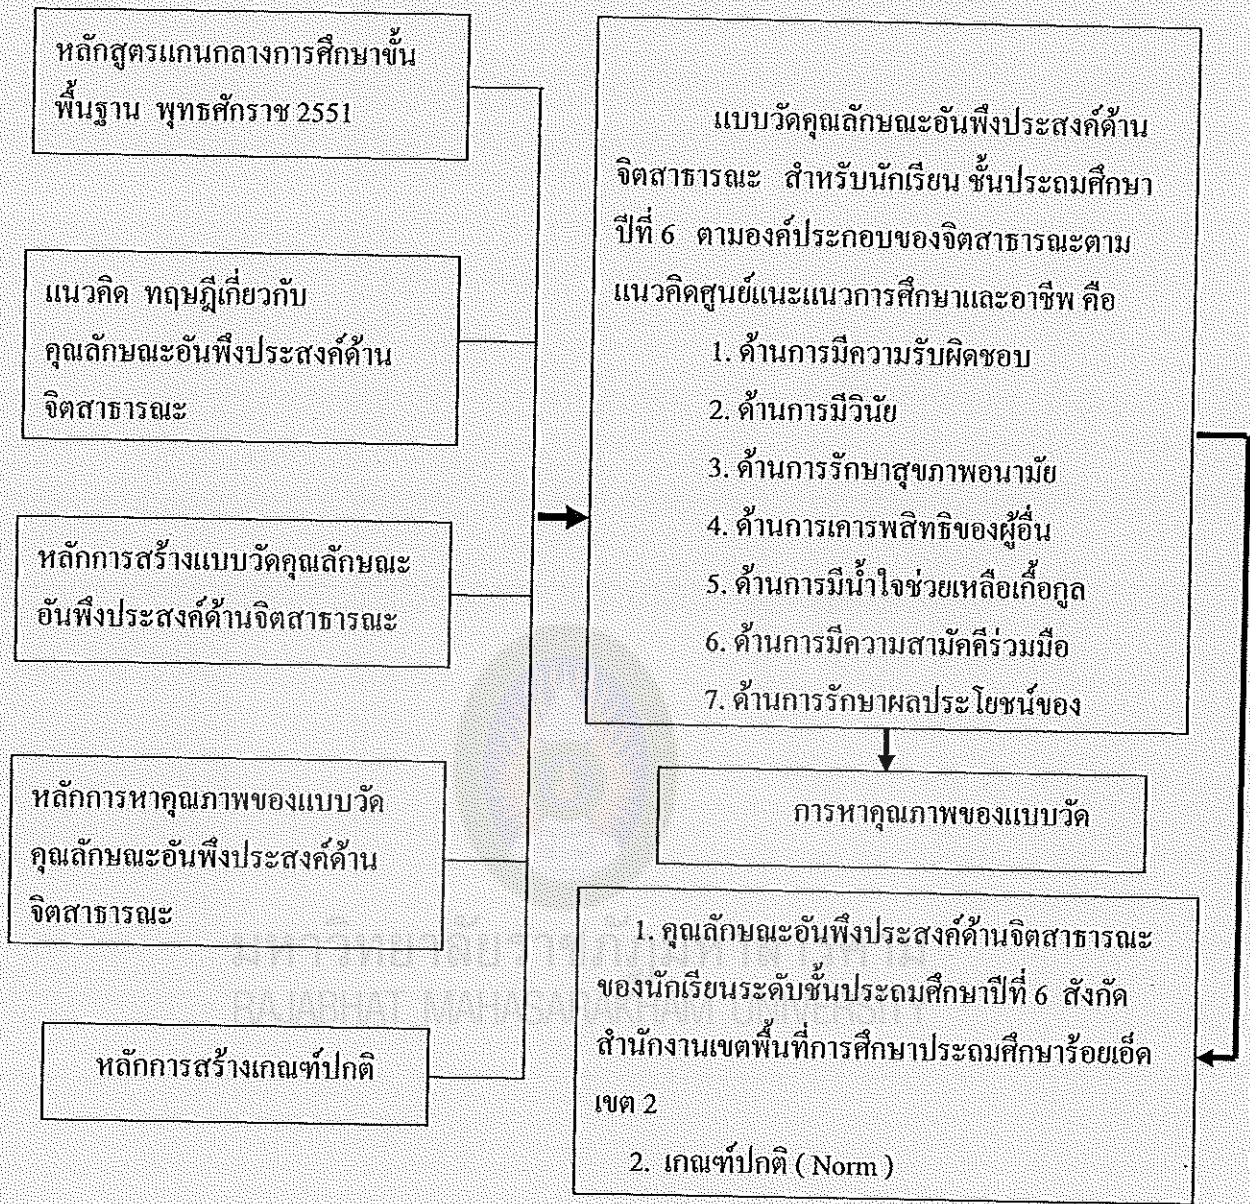 หลักสูตรแกนกลางการศึกษาขั้น
พื้นฐาน พุทธศักราช 2551
แนวคิด ทฤษฎีเกี่ยวกับ
คุณลักษณะอันพึงประสงค์ด้าน
จิตสาธารณะ
หลักการสร้างแบบวัดคุณลักษณะ
อันพึงประสงค์ด้านจิตสาธารณะ
หลักการหาคุณภาพของแบบวัด
คุณลักษณะอันพึงประสงค์ด้าน
จิตสาธารณะ
หลักการสร้างเกณฑ์ปกติ
แบบวัดคุณลักษณะอันพึงประสงค์ด้าน
จิตสาธารณะ สำหรับนักเรียน ชั้นประถมศึกษา
ปีที่ 6 ตามองค์ประกอบของจิตสาธารณะตาม
แนวคิดศูนย์แนะแนวการศึกษาและอาชีพ คือ
1. ด้านการมีความรับผิดชอบ
2. ด้านการมีวินัย
3. ด้านการรักษาสุขภาพอนามัย
4. ด้านการเคารพสิทธิของผู้อื่น
5. ด้านการมีน้ำใจช่วยเหลือเกื้อกูล
6. ด้านการมีความสามัคคีร่วมมือ
7. ด้านการรักษาผลประโยชน์ของ
การหาคุณภาพของแบบวัด
1. คุณลักษณะอันพึงประสงค์ด้านจิตสาธารณะ
ของนักเรียนระดับชั้นประถมศึกษาปีที่ 6 สังกัด
สำนักงานเขตพื้นที่การศึกษาประถมศึกษาร้อยเอ็ด
เขต 2
2. เกณฑ์ปกติ ( Norm )